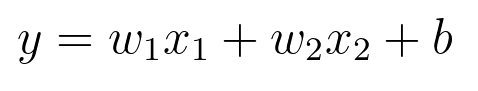 y = w₁x₁ + w₂x₂ + b